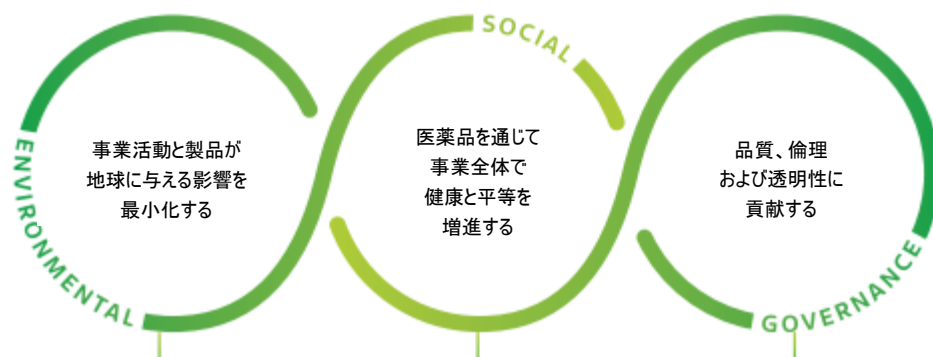 ENVIRONMENTAL
事業活動と製品が
地球に与える影響を
最小化する
SOCIAL
医薬品を通じて
事業全体で
健康と平等を
増進する
GOVERNANCE
品質、倫理
および透明性に
貢献する